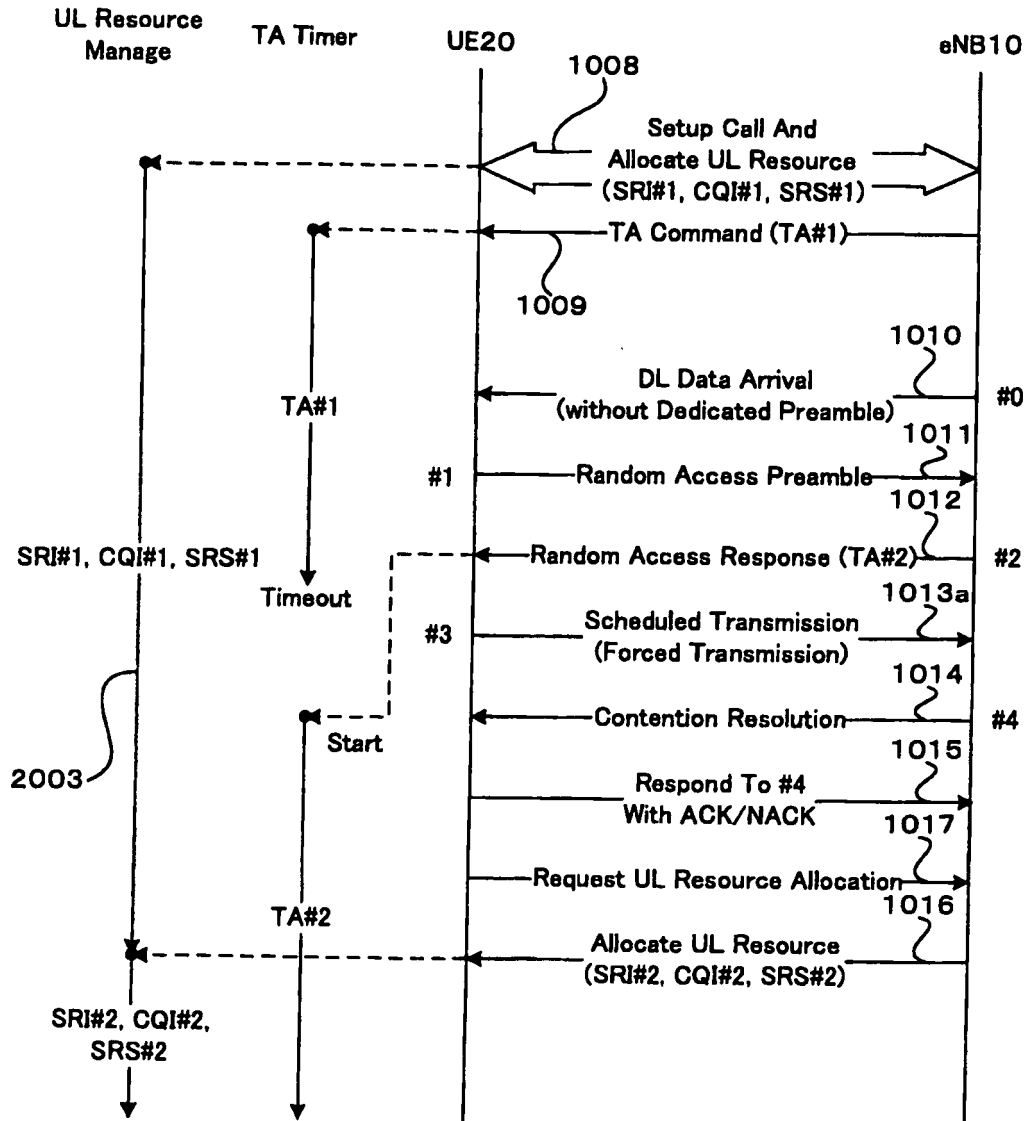 UL Resource
Manage
TA Timer
UE20
eNB10
1008
Setup Call And
Allocate UL Resource
(SRI#1, CQI#1, SRS#1)
TA Command (TA#1)
1009
1010
DL Data Arrival
(without Dedicated Preamble)
#0
TA#1
1011
#1
Random Access Preamble
1012
SRI#1, CQI#1, SRS#1
Random Access Response (TA#2)
#2
Timeout
1013a
#3
Scheduled Transmission
(Forced Transmission)
1014
Contention Resolution
#4
Start
2003
1015
Respond To #4
With ACK/NACK
1017
Request UL Resource Allocation
1016
TA#2
Allocate UL Resource
(SRI#2, CQI#2, SRS#2)
SRI#2, CQI#2,
SRS#2